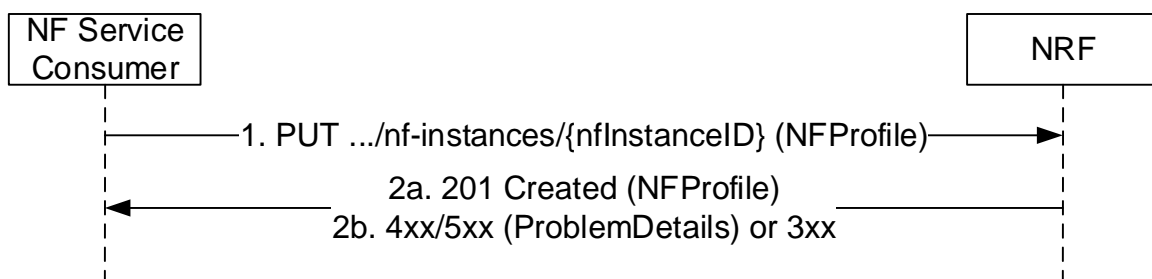 NF Service
Consumer
NRF
1. PUT .../nf-instances/{nfInstanceID} (NFProfile)
2a. 201 Created (NFProfile)
2b. 4xx/5xx (ProblemDetails) or 3xx